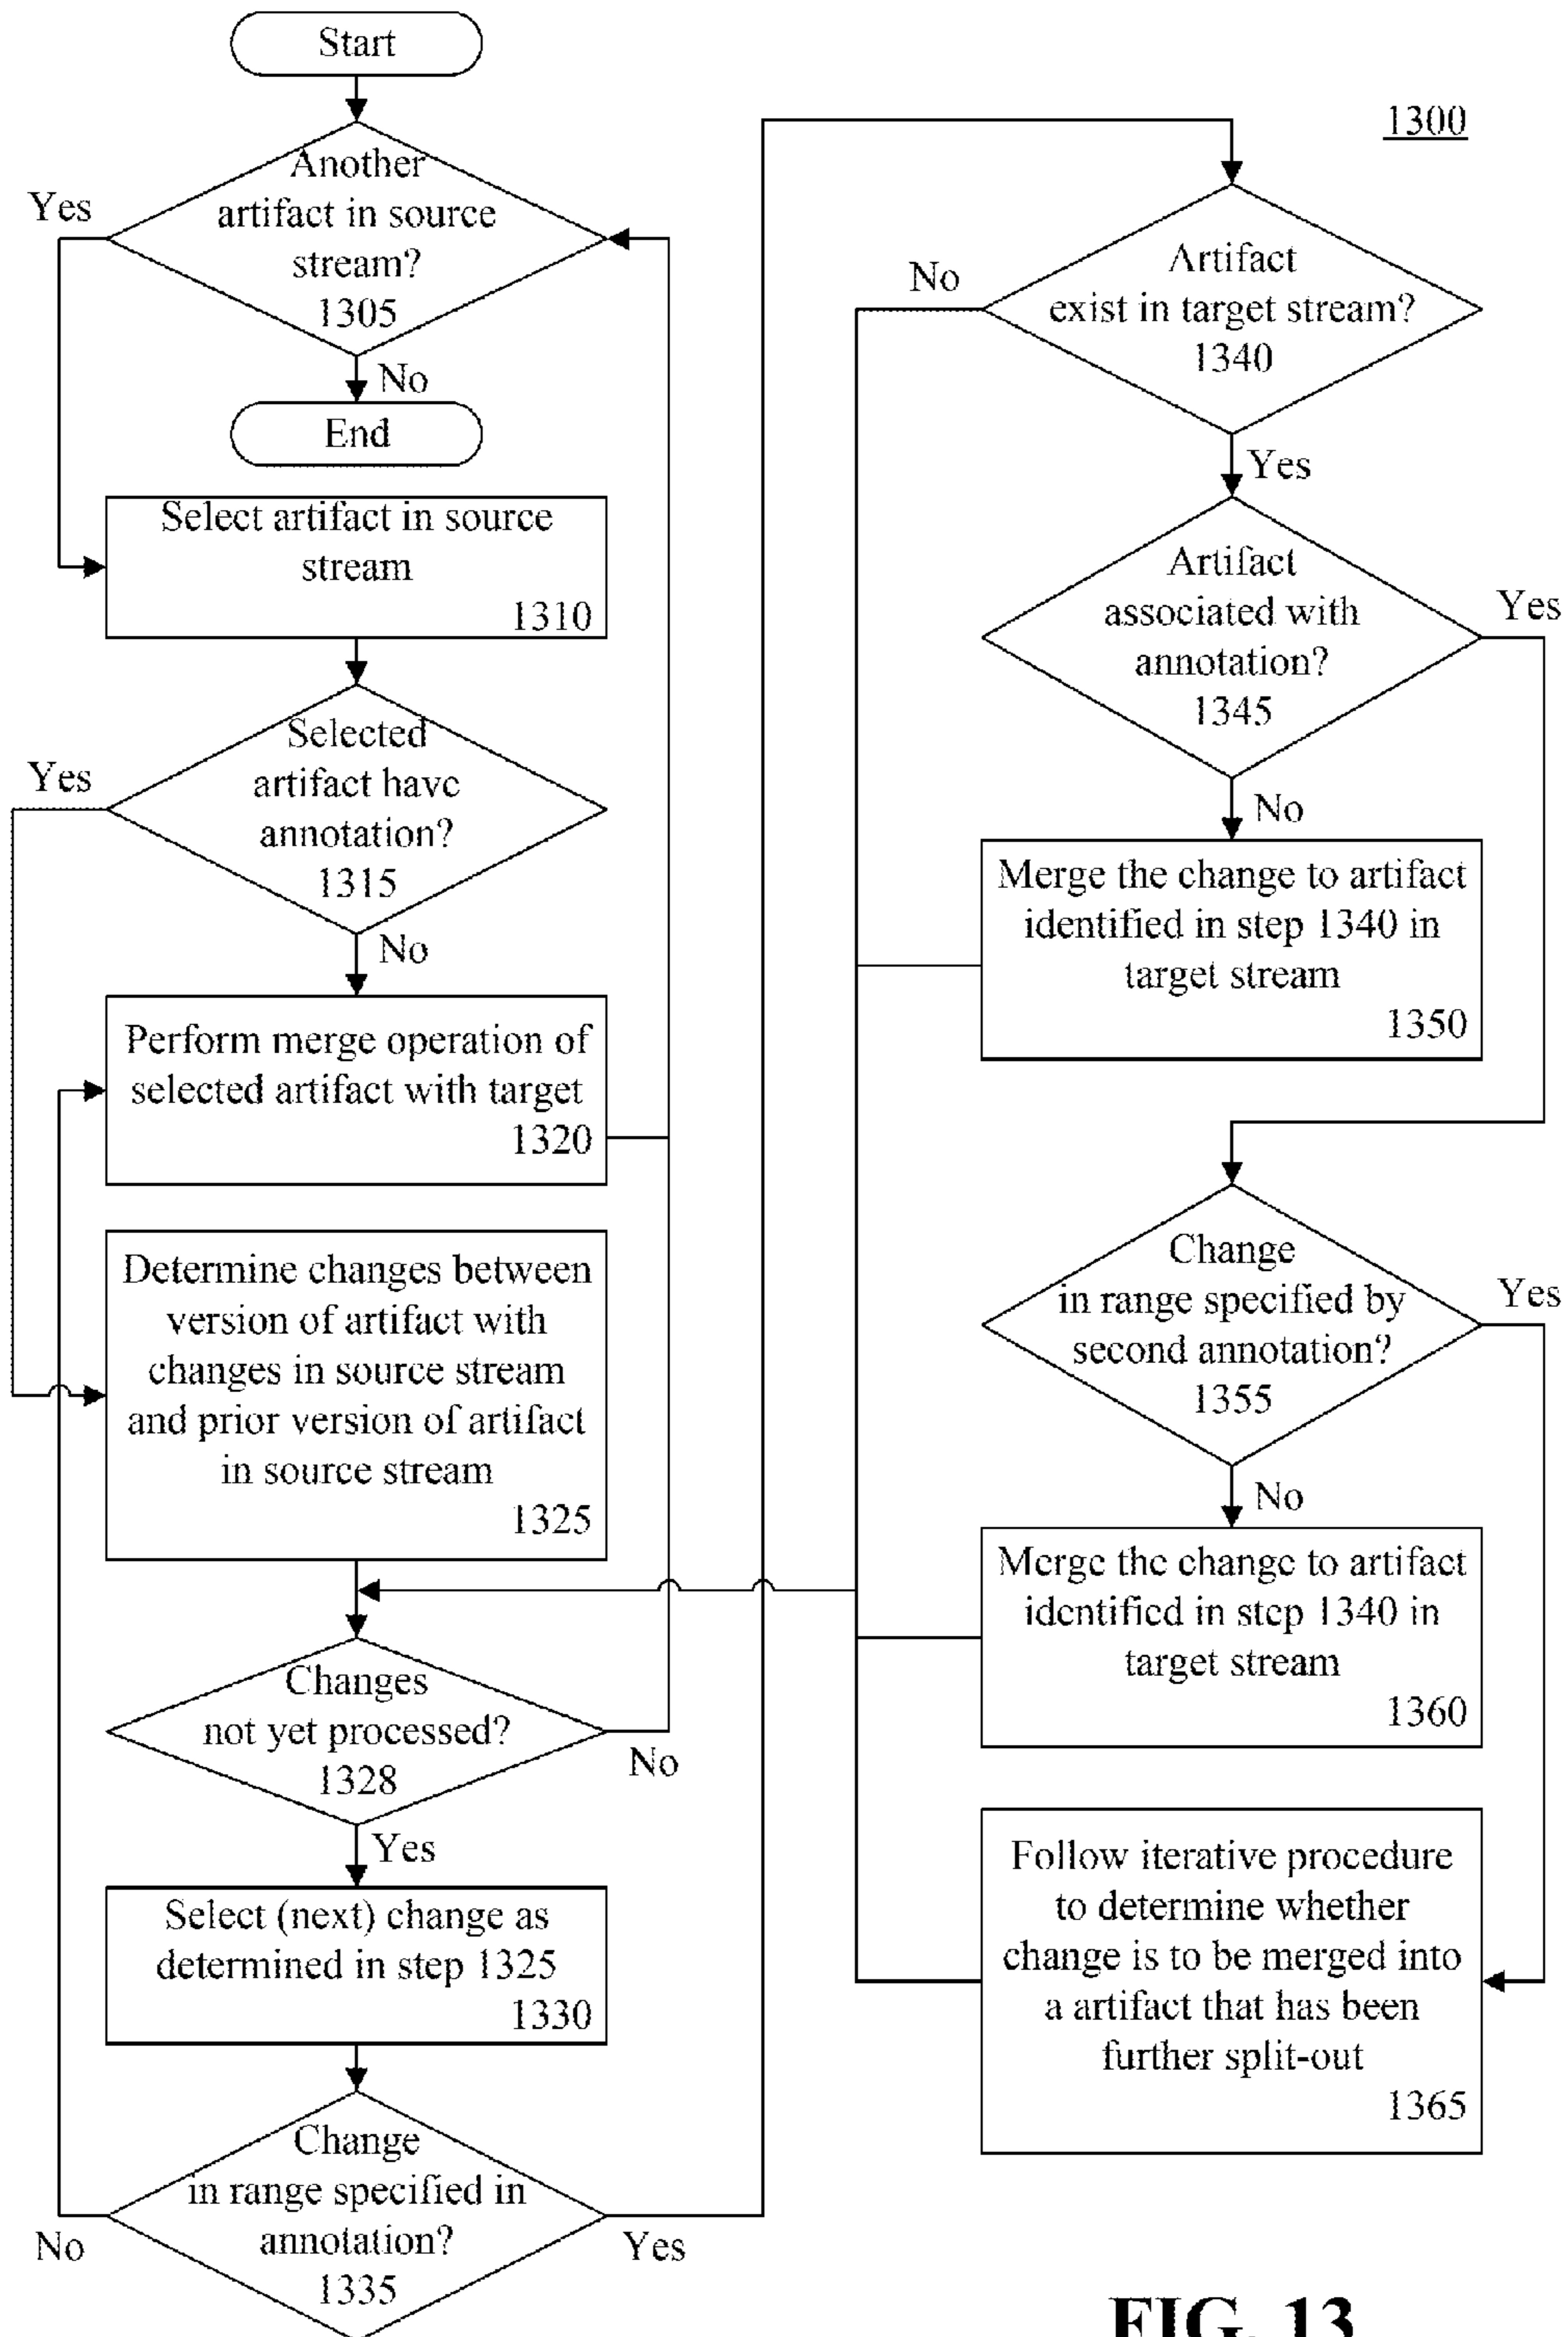 Start
Another
artifact in source
stream?
1305
Yes
No
End
Select artifact in source
stream
1310
Selected
artifact have
annotation?
1315
Yes
No
Perform merge operation of
selected artifact with target
1320
Determine changes between
version of artifact with
changes in source stream
and prior version of artifact
in source stream
1325
Changes
not yet processed?
1328
No
Yes
Select (next) change as
determined in step 1325
1330
Change
in range specified in
annotation?
1335
No
Yes
1300
Artifact
exist in target stream?
1340
No
Yes
Artifact
associated with
annotation?
1345
Yes
No
Merge the change to artifact
identified in step 1340 in
target stream
1350
Change
in range specified by
second annotation?
1355
Yes
No
Merge the change to artifact
identified in step 1340 in
target stream
1360
Follow iterative procedure
to determine whether
change is to be merged into
a artifact that has been
further split-out
1365
FIG. 13